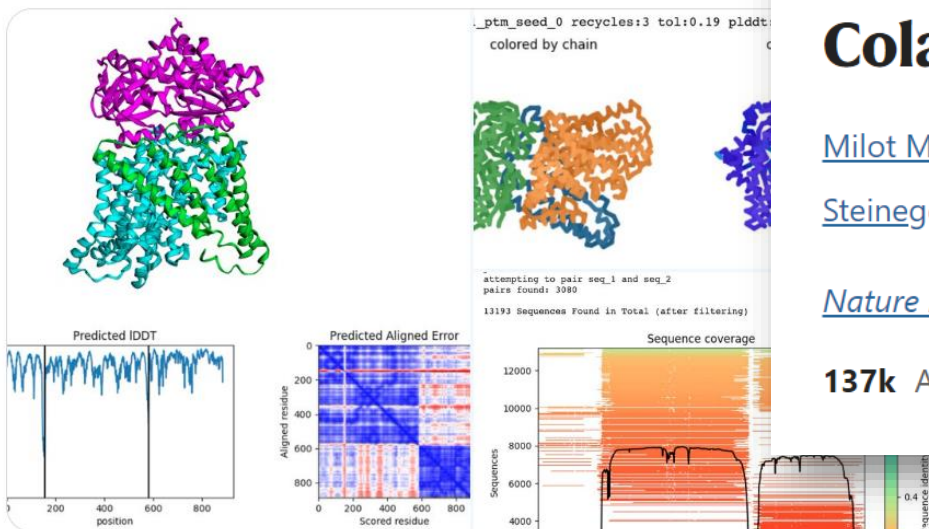 _ptm_seed_0 recycles:3 tol:0.19 plddt:
colored by chain
attempting to pair seq_1 and seq_2
pairs found: 3080
13193 Sequences Found in Total (after filtering)
Predicted lDDT
0
200
400
600
800
position
Predicted Aligned Error
0
200
400
600
800
Aligned residue
0
200
400
600
800
Scored residue
Sequence coverage
12000
10000
8000
6000
4000
Sequences
0.4
Cola
Milot M
Steineg
Nature
137k A